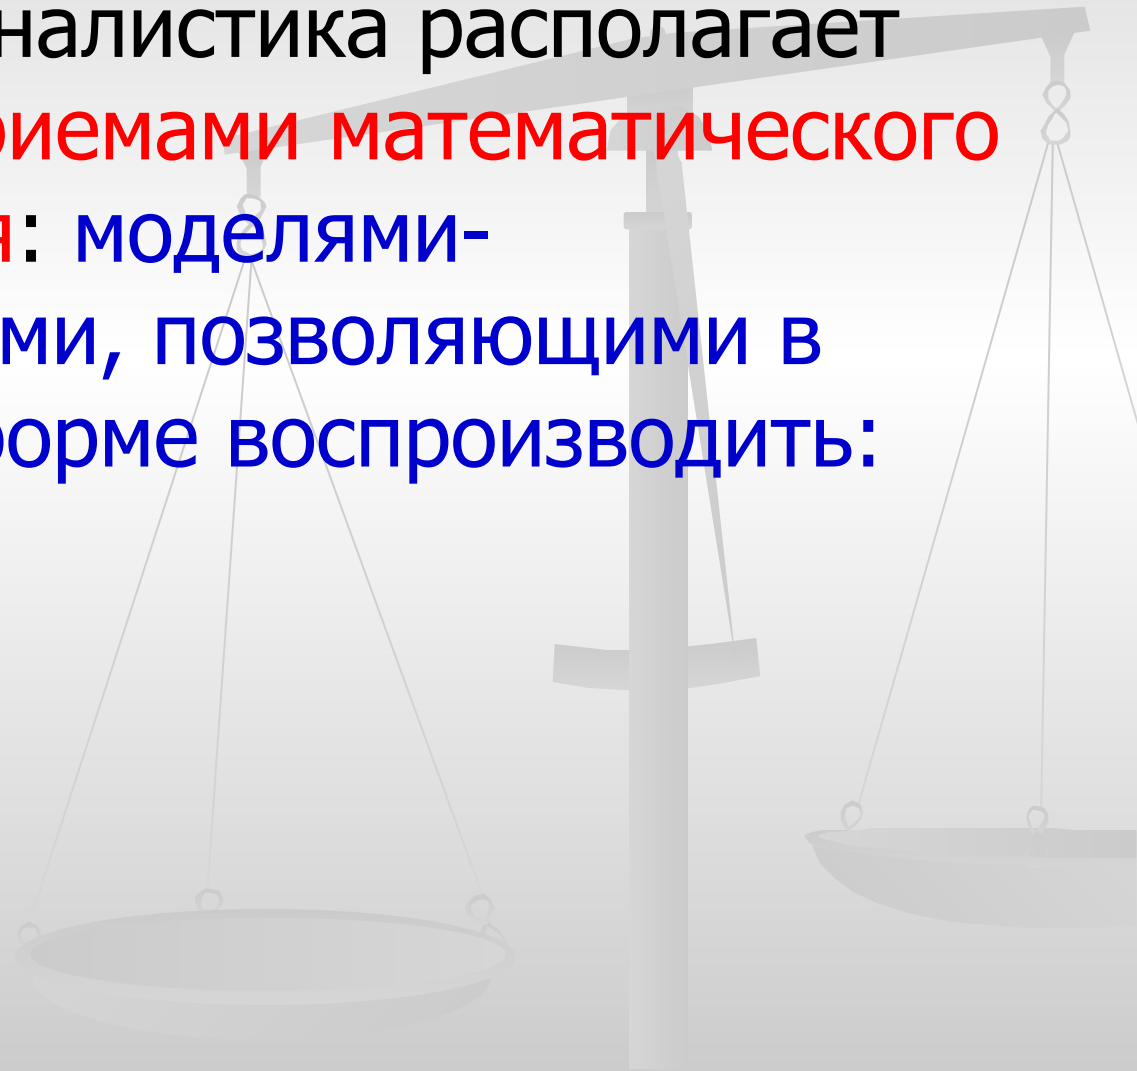 налистика располагает
риемами математического
я: моделями-
ми, позволяющими в
орме воспроизводить: